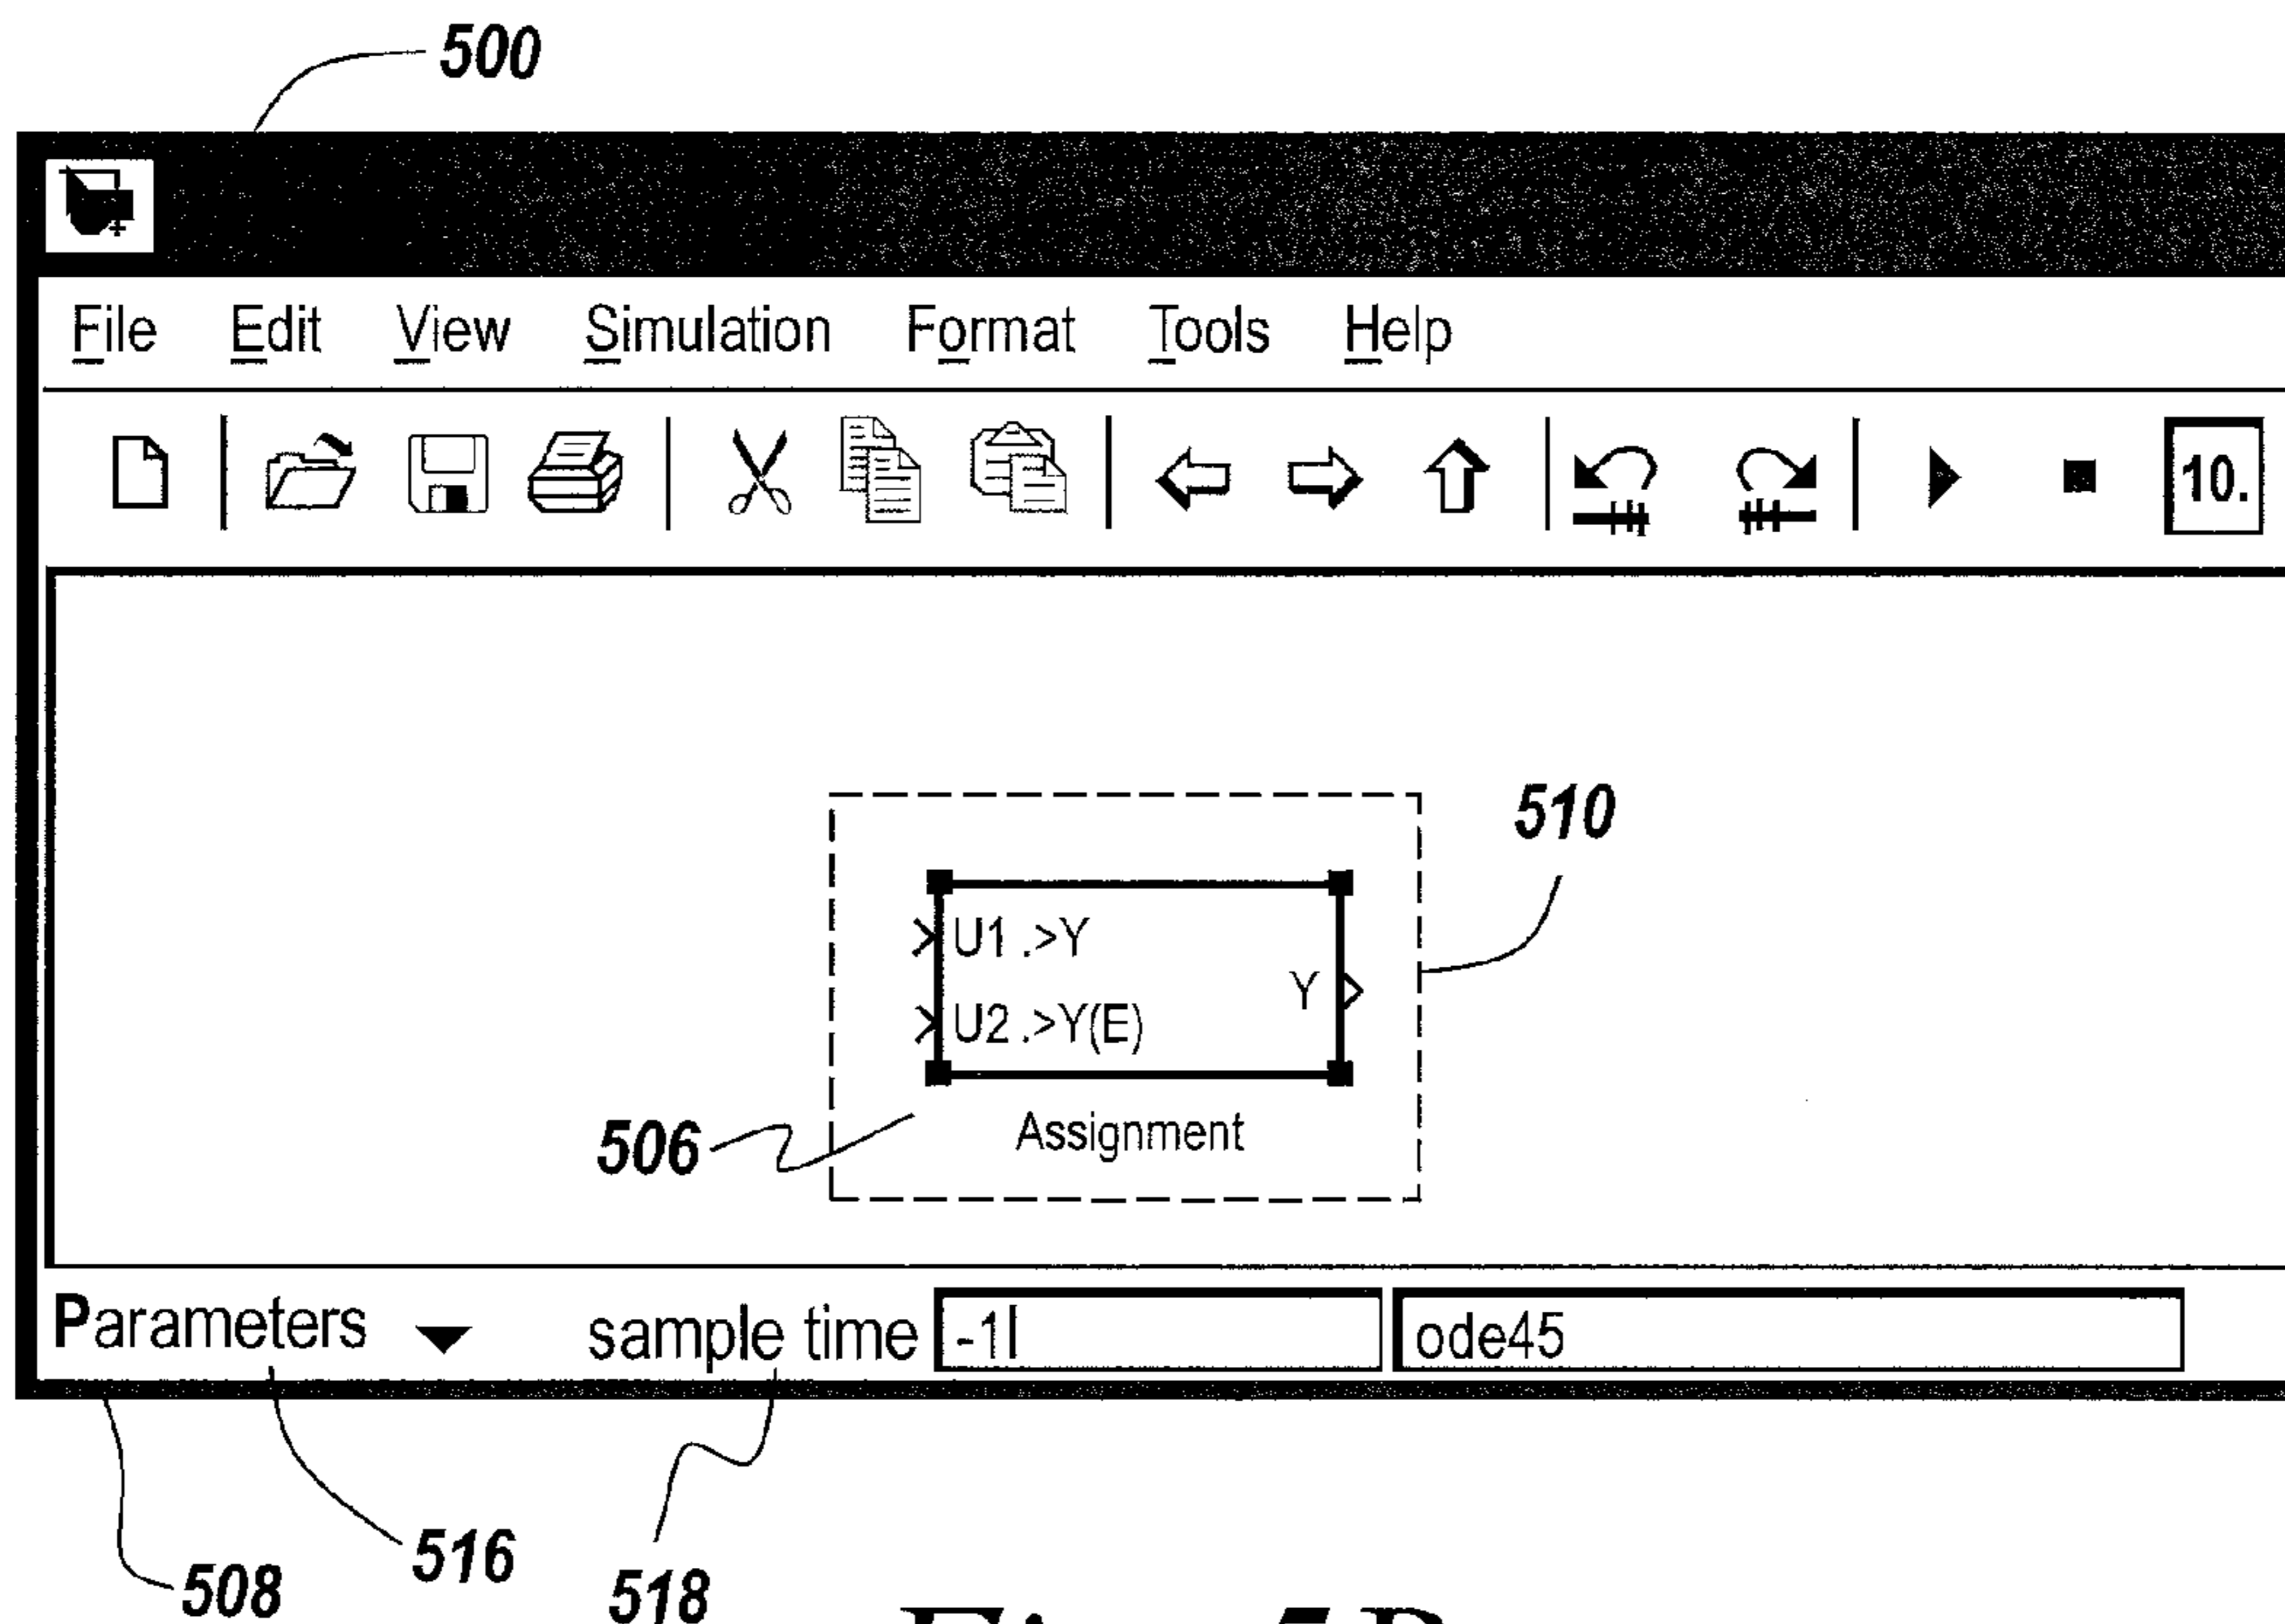 500
File Edit View Simulation Format Tools Help
10.
510
U1 .>Y
Y
U2 .>Y(E)
506
Assignment
Parameters sample time -1 ode45
516
508
518